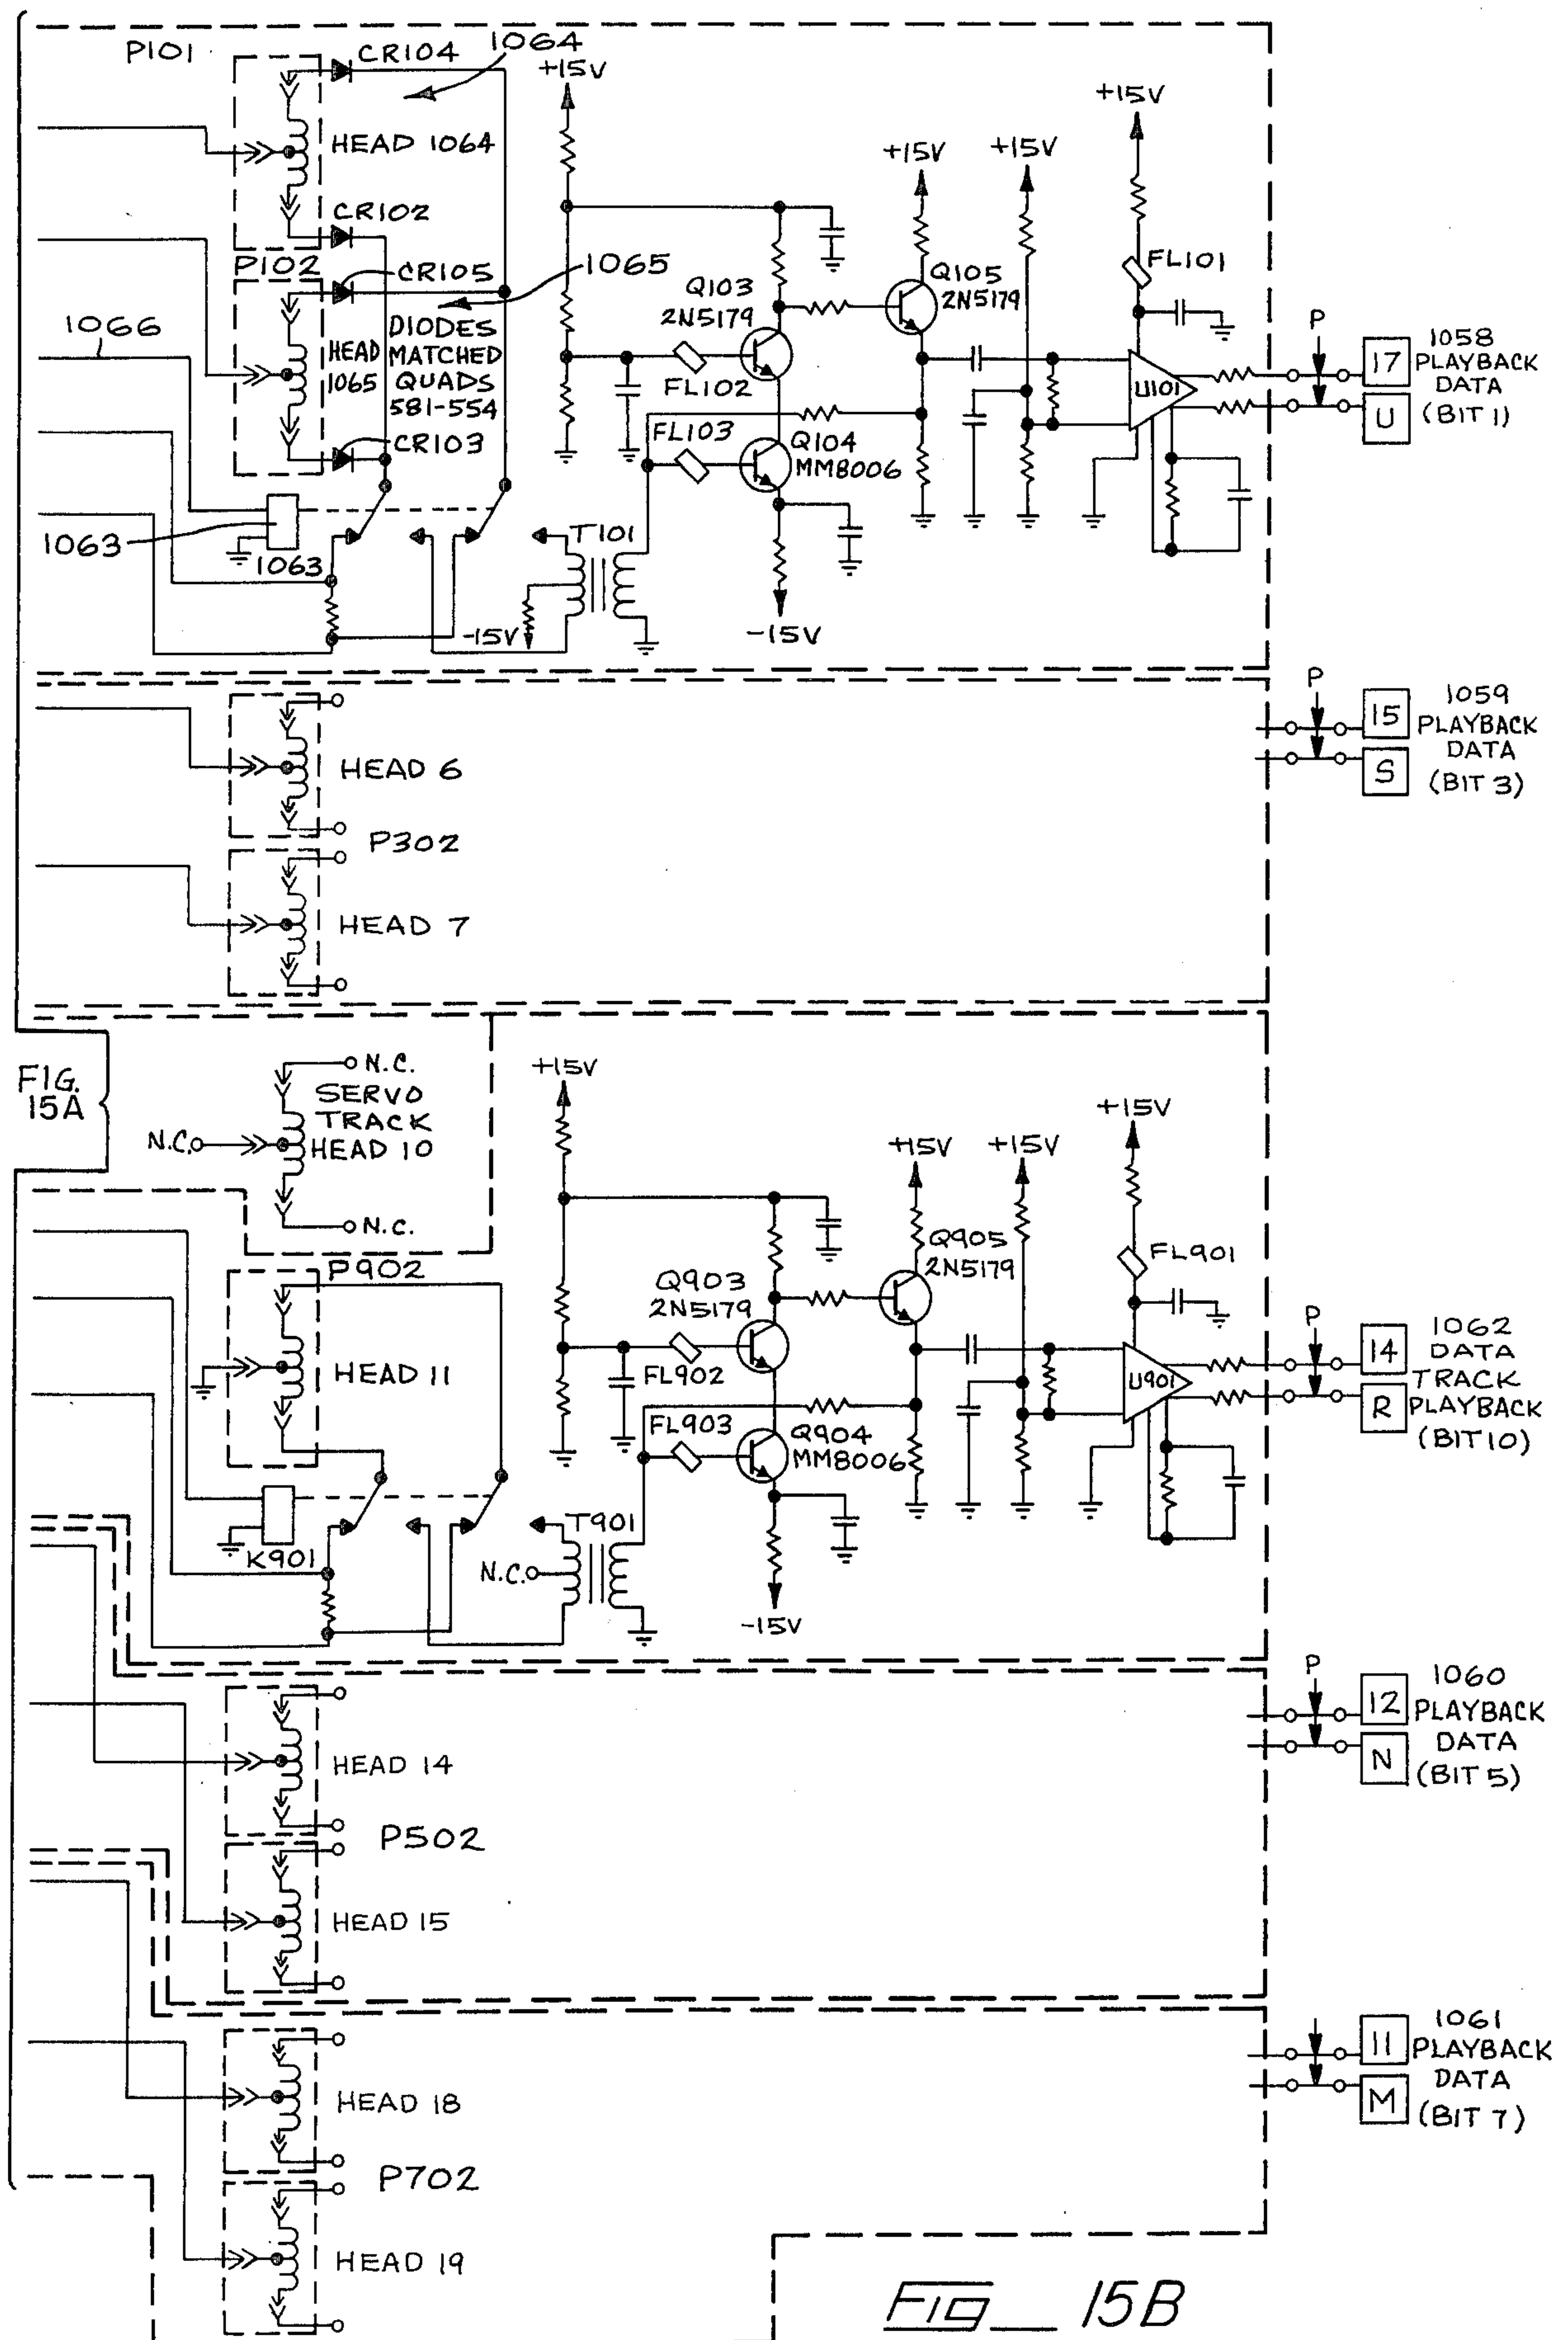 P101
CR104
1064
+15V
+15V
HEAD 1064
+15V
+15V
CR102
P102
CR105
1065
Q103
2N5179
Q105
2N5179
FL101
P
1066
HEAD
1065
DIODES
MATCHED
QUADS
581-554
FL102
U101
17
U
1058
PLAYBACK
DATA
(BIT 1)
CR103
FL103
Q104
MM8006
1063
1063
T101
-15V
-15V
HEAD 6
P302
HEAD 7
P
15
S
1059
PLAYBACK
DATA
(BIT 3)
FIG.
15A
N.C.
SERVO
TRACK
HEAD 10
N.C.
N.C.
+15V
+15V
+15V
+15V
P902
HEAD 11
Q903
2N5179
Q905
2N5179
FL901
FL902
U901
P
14
R
1062
DATA
TRACK
PLAYBACK
(BIT 10)
FL903
Q904
MM8006
K901
T901
N.C.
-15V
HEAD 14
P502
HEAD 15
P
12
N
1060
PLAYBACK
DATA
(BIT 5)
HEAD 18
P702
HEAD 19
11
M
1061
PLAYBACK
DATA
(BIT 7)
FIG 15B